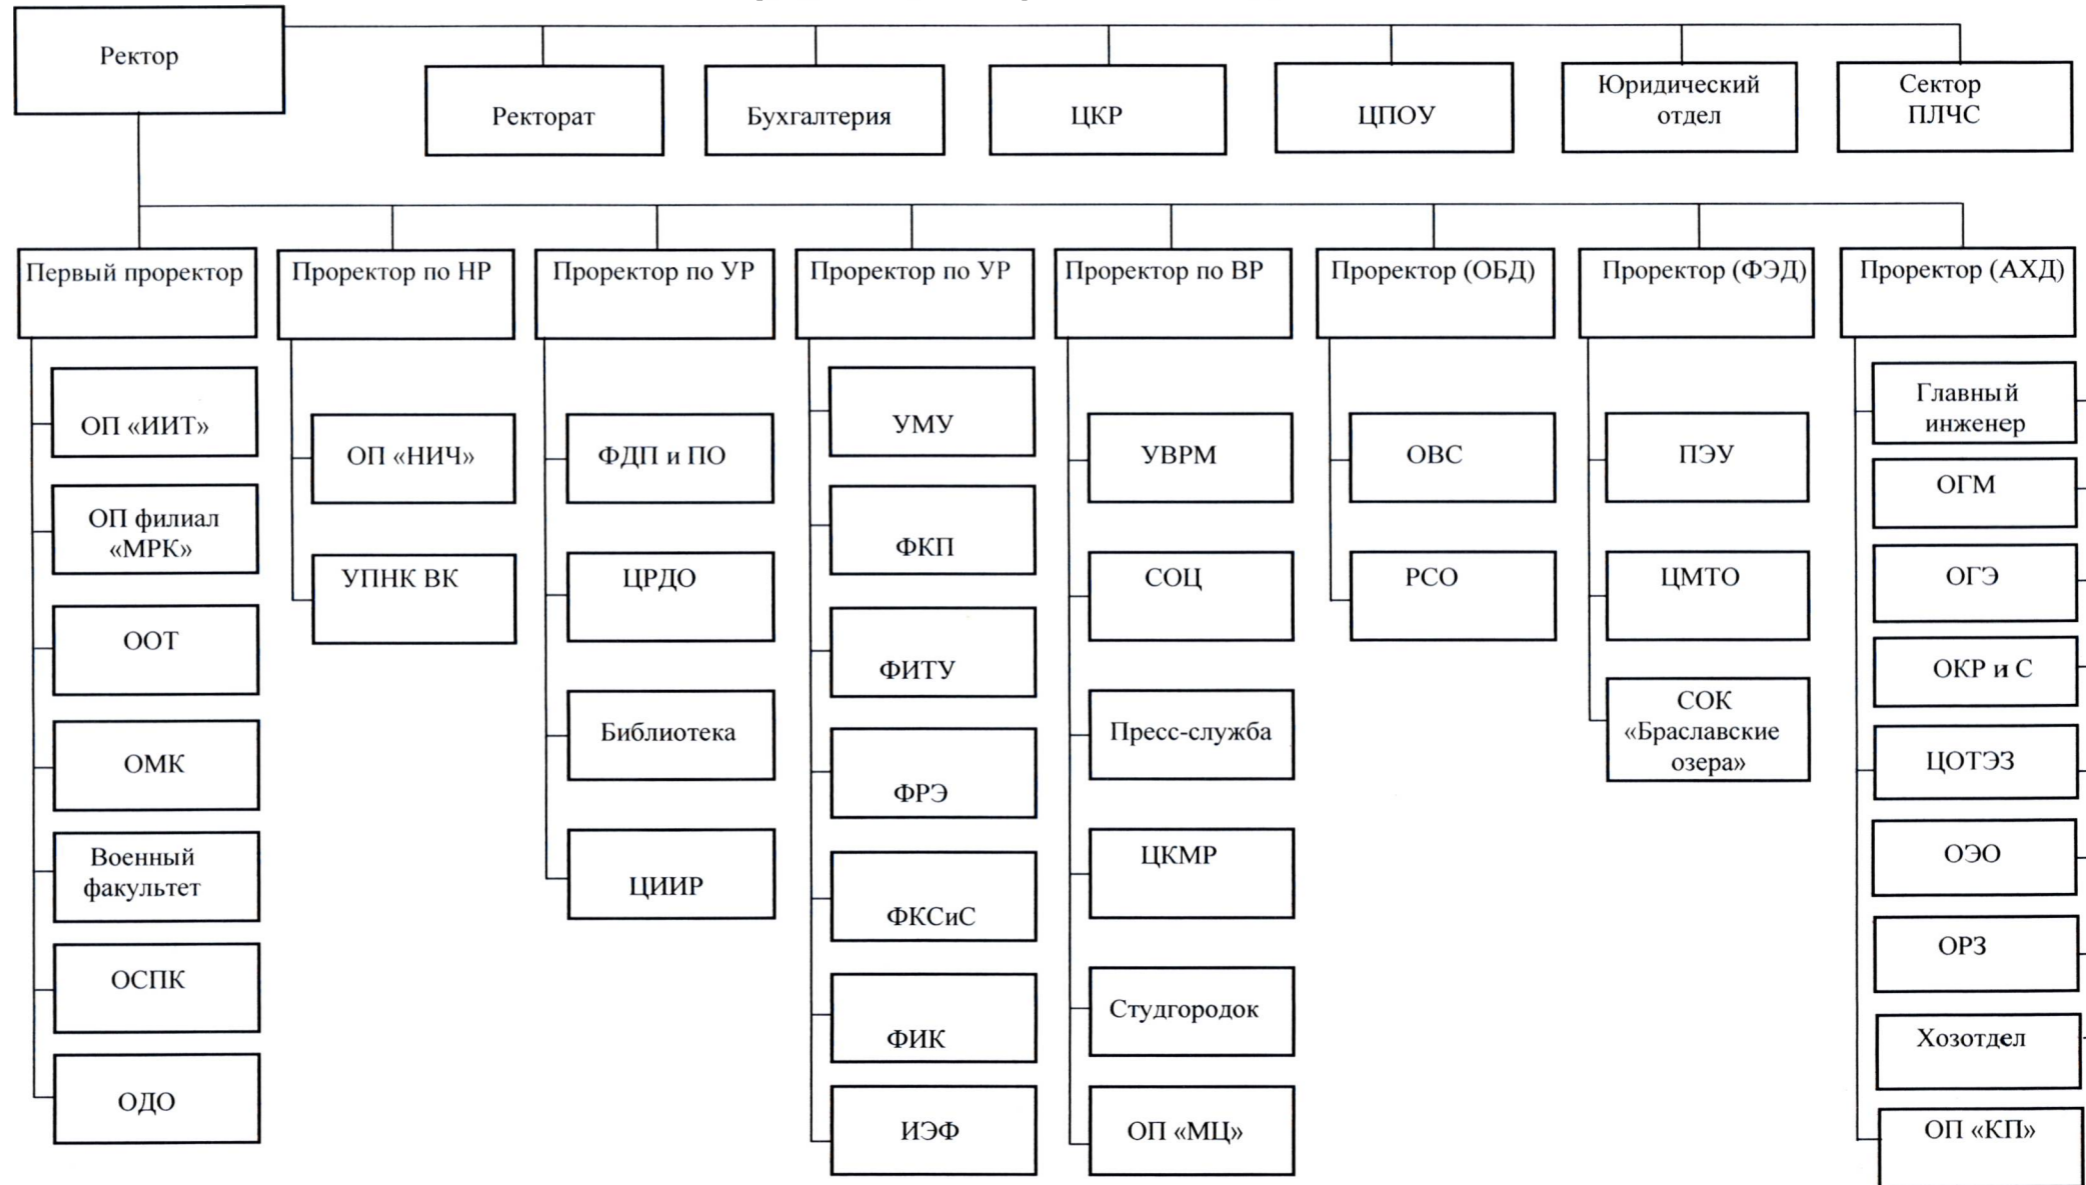 Ректор
Ректорат
Бухгалтерия
ЦКР
ЦПОУ
Юридический
отдел
Сектор
ПЛЧС
Первый проректор
Проректор по НР
Проректор по УР
Проректор по УР
Проректор по ВР
Проректор (ОБД)
Проректор (ФЭД)
Проректор (АХД)
ОП «ИИТ»
ОП филиал
«МРК»
ООТ
ОМК
Военный
факультет
ОСПК
ОДО
ОП «НИЧ»
УПНК ВК
ФДП и ПО
ЦРДО
Библиотека
ЦИИР
УМУ
ФКП
ФИТУ
ФРЭ
ФКСиС
ФИК
ИЭФ
УВРМ
СОЦ
Пресс-служба
ЦКМР
Студгородок
ОП «МЦ»
ОВС
РСО
ПЭУ
ЦМТО
СОК
«Браславские
озера»
Главный
инженер
ОГМ
ОГЭ
ОКР и С
ЦОТЭЗ
ОЭО
ОРЗ
Хозотдел
ОП «КП»